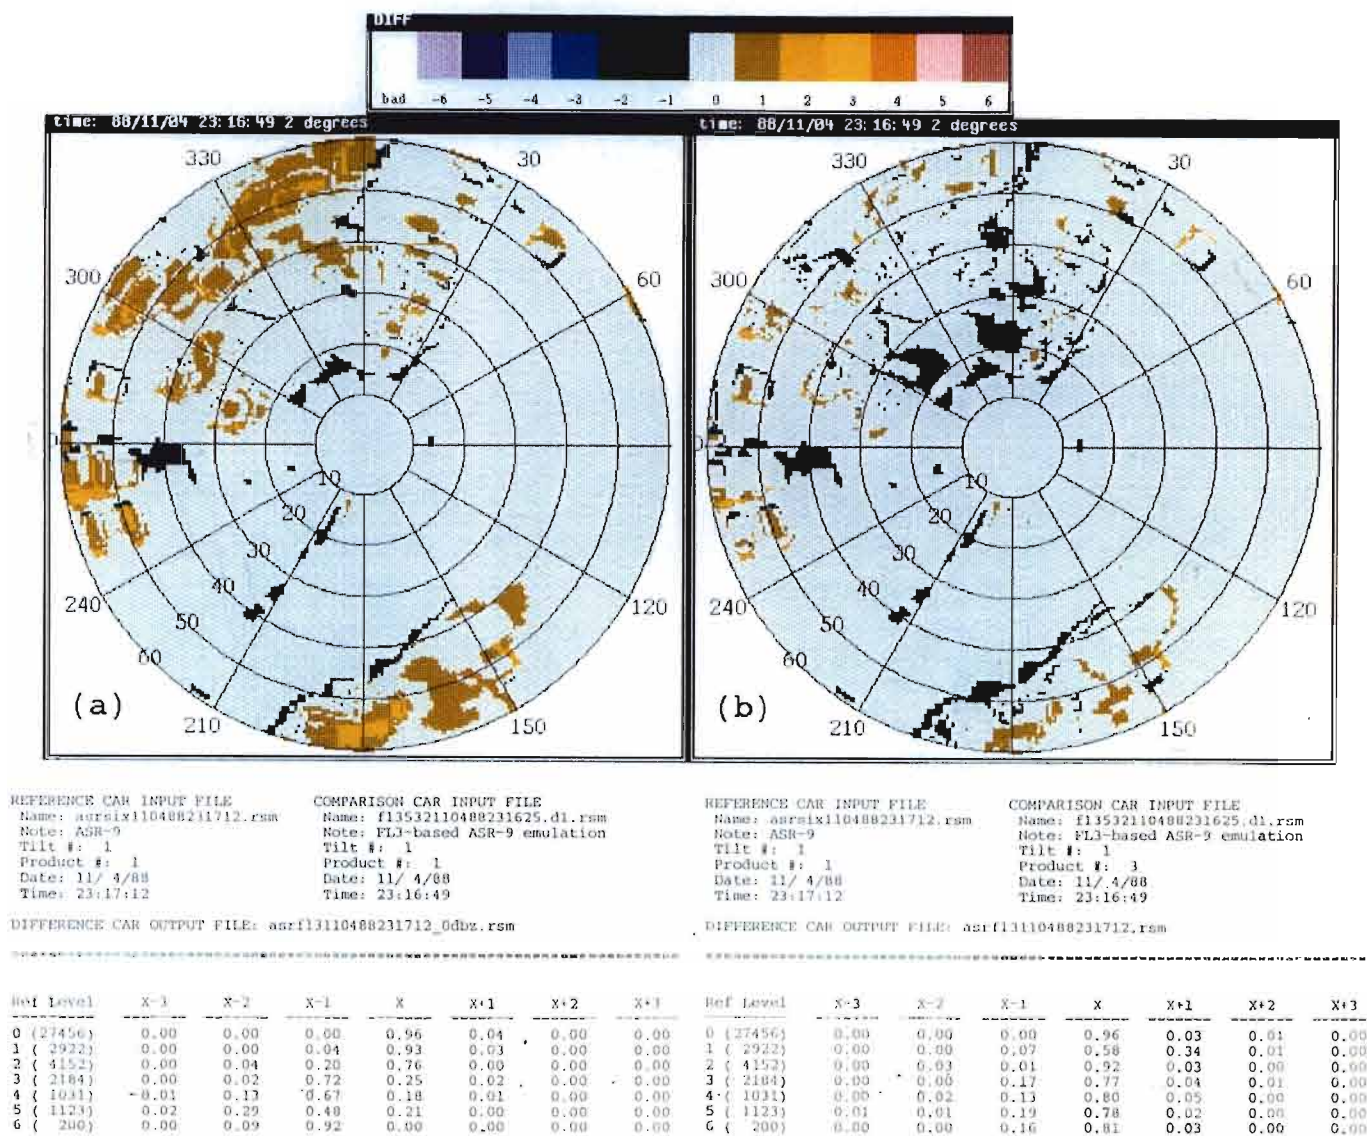 DIFF
bad -6 -5 -4 -3 -2 -1 0 1 2 3 4 5 6
time: 88/11/04 23:16:49 2 degrees
330 30
300 60
10
20
30
40
50
60
240 120
210 150
(a)
time: 88/11/04 23:16:49 2 degrees
330 30
300 60
10
20
30
40
50
60
240 120
210 150
(b)
REFERENCE CAR INPUT FILE
Name: asrsix110488231712.rsm
Note: ASR-9
Tilt #: 1
Product #: 1
Date: 11/ 4/88
Time: 23:17:12
COMPARISON CAR INPUT FILE
Name: f13532110488231625.d1.rsm
Note: FL3-based ASR-9 emulation
Tilt #: 1
Product #: 1
Date: 11/ 4/88
Time: 23:16:49
DIFFERENCE CAR OUTPUT FILE: asrf13110488231712_0dbz.rsm
Ref Level X-3 X-2 X-1 X X+1 X+2 X+3
0 (27456) 0.00 0.00 0.00 0.96 0.04 0.00 0.00
1 ( 2922) 0.00 0.00 0.04 0.93 0.03 0.00 0.00
2 ( 4152) 0.00 0.04 0.20 0.76 0.00 0.00 0.00
3 ( 2184) 0.00 0.02 0.72 0.25 0.02 0.00 0.00
4 ( 1031) 0.01 0.13 0.67 0.18 0.01 0.00 0.00
5 ( 1123) 0.02 0.29 0.48 0.21 0.00 0.00 0.00
6 ( 200) 0.00 0.09 0.92 0.00 0.00 0.00 0.00
REFERENCE CAR INPUT FILE
Name: asrsix110488231712.rsm
Note: ASR-9
Tilt #: 1
Product #: 1
Date: 11/ 4/88
Time: 23:17:12
COMPARISON CAR INPUT FILE
Name: f13532110488231625.d1.rsm
Note: FL3-based ASR-9 emulation
Tilt #: 1
Product #: 3
Date: 11/ 4/88
Time: 23:16:49
DIFFERENCE CAR OUTPUT FILE: asrf13110488231712.rsm
Ref Level X-3 X-2 X-1 X X+1 X+2 X+3
0 (27456) 0.00 0.00 0.00 0.96 0.03 0.01 0.00
1 ( 2922) 0.00 0.00 0.07 0.58 0.34 0.01 0.00
2 ( 4152) 0.00 0.03 0.01 0.92 0.03 0.00 0.00
3 ( 2184) 0.00 0.00 0.17 0.77 0.04 0.01 0.00
4 ( 1031) 0.00 0.02 0.13 0.80 0.05 0.00 0.00
5 ( 1123) 0.01 0.01 0.19 0.78 0.02 0.00 0.00
6 ( 200) 0.00 0.00 0.16 0.81 0.03 0.00 0.00